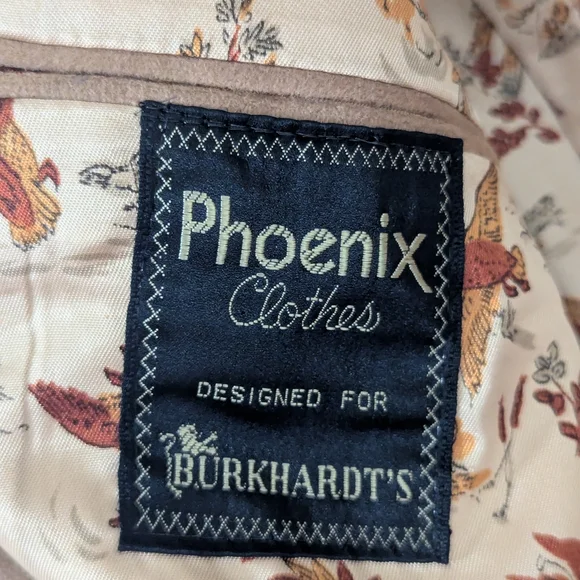 Phoenix
Clothes
DESIGNED FOR
BURKHARDT'S